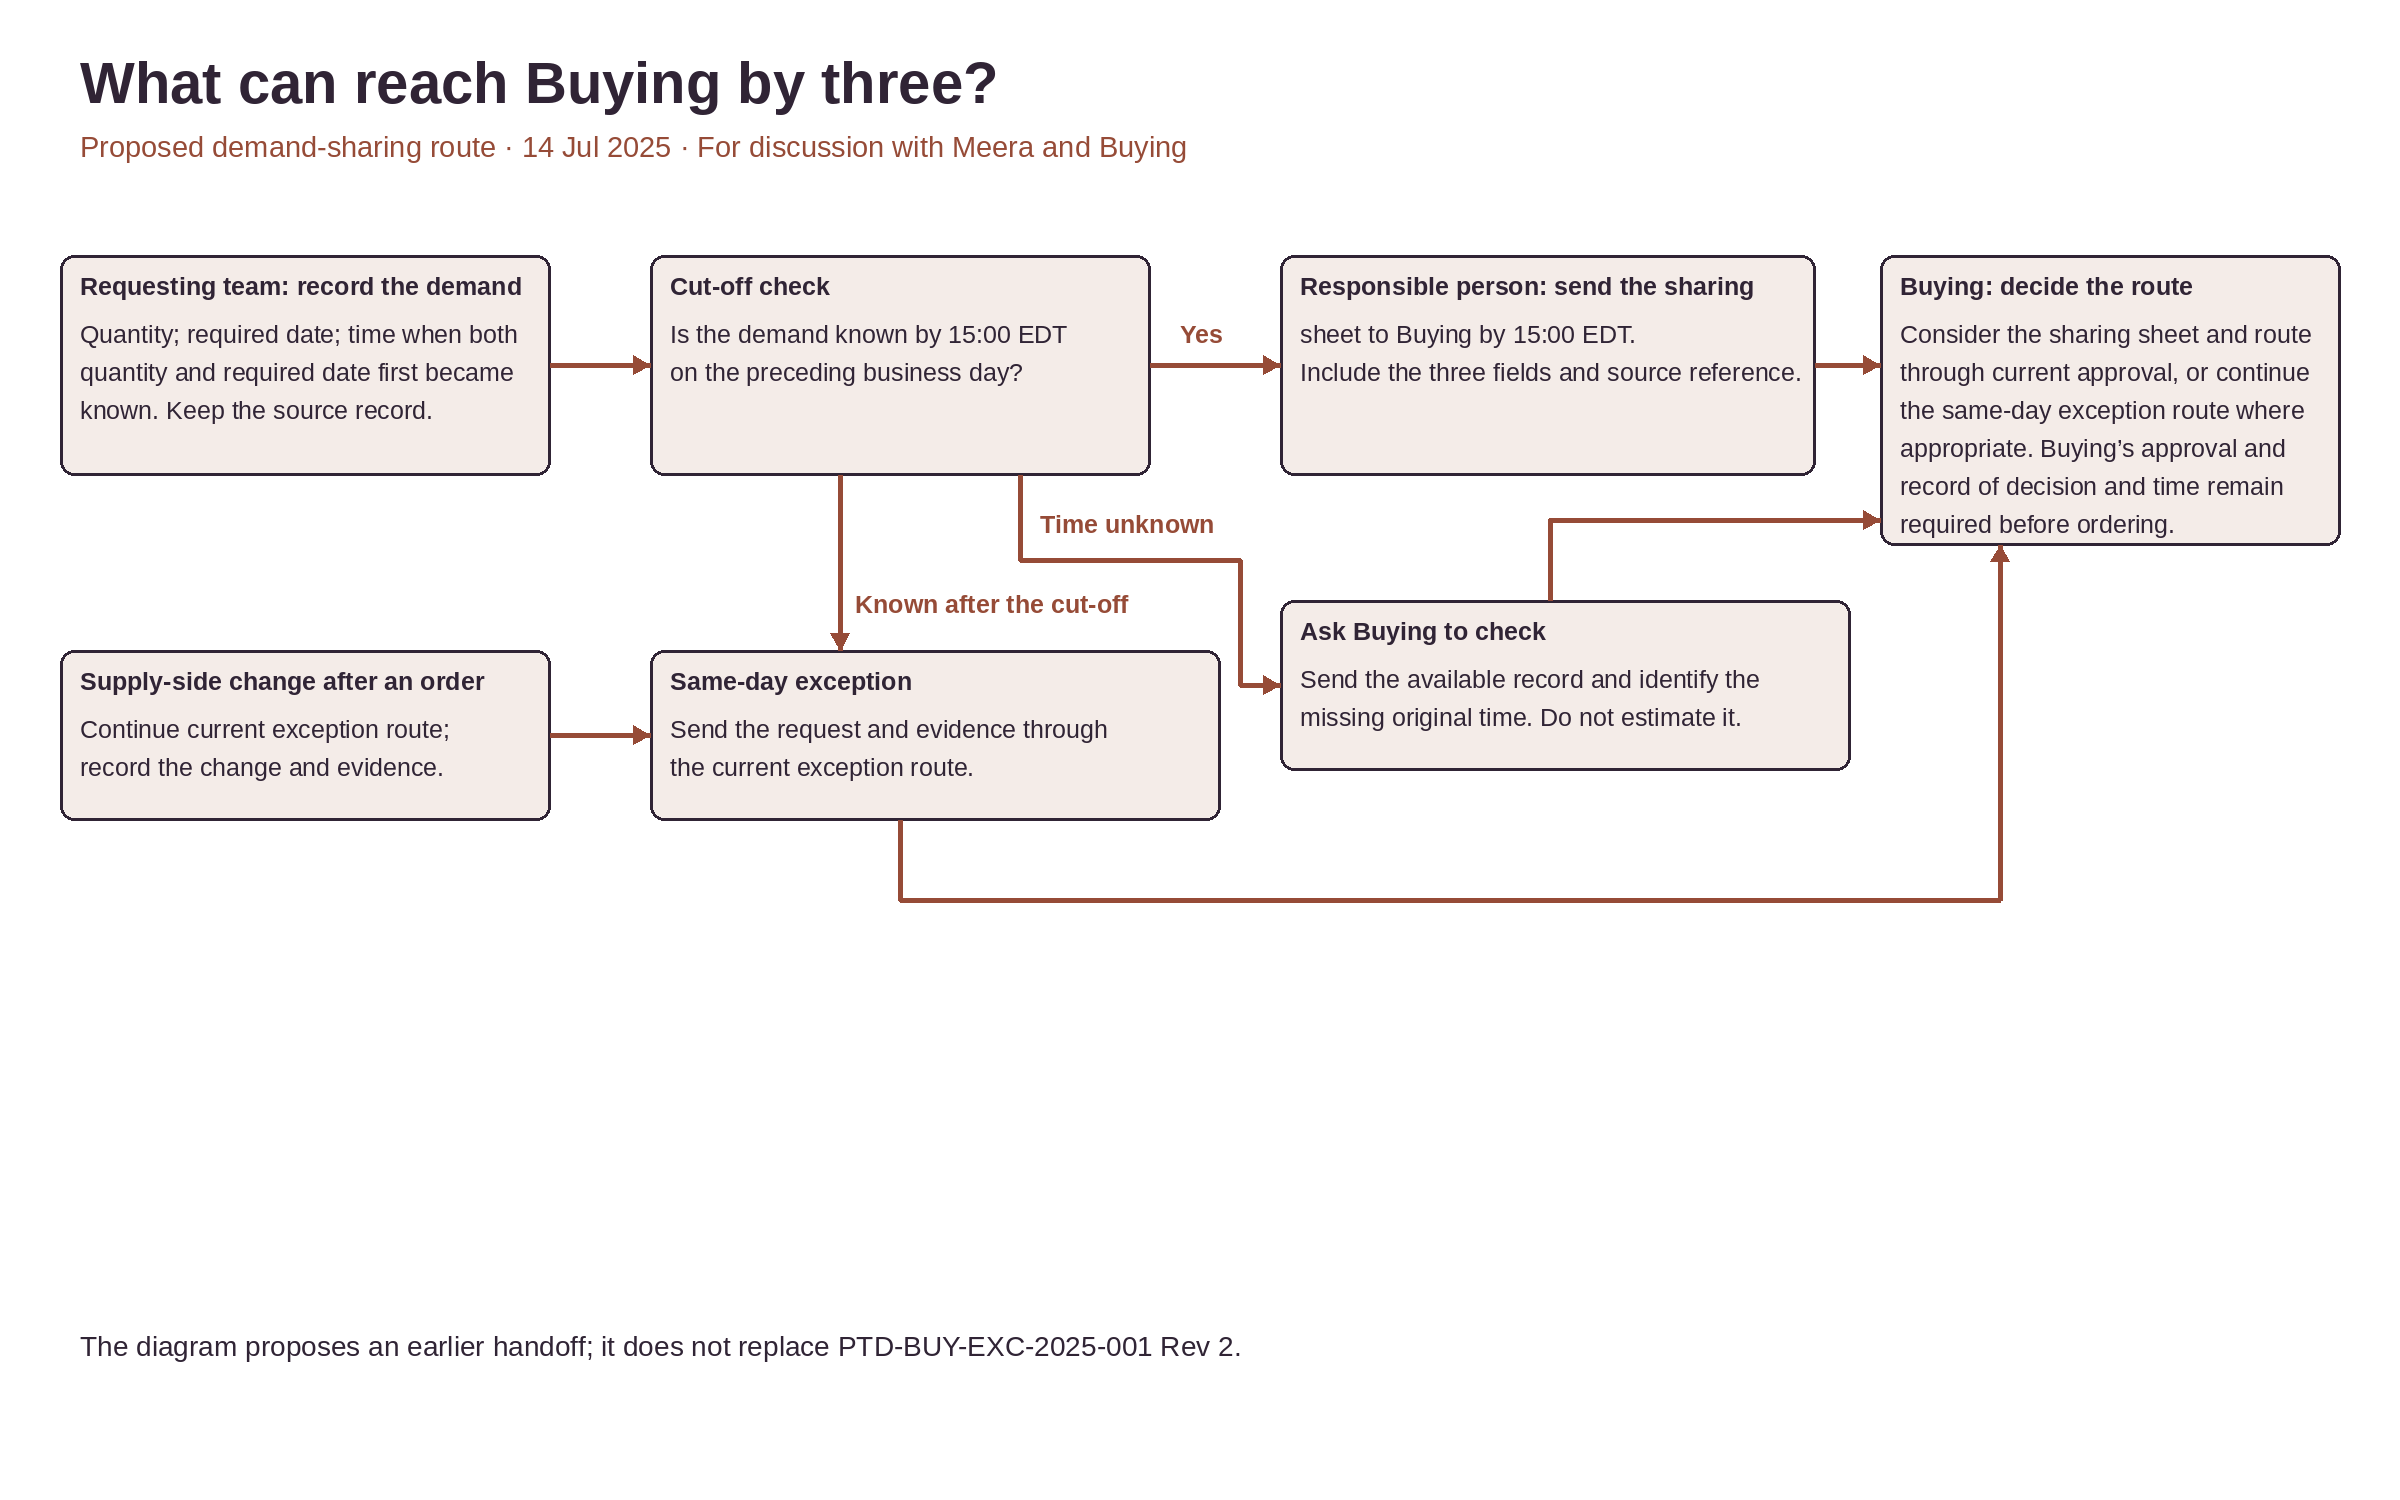 What can reach Buying by three?
Proposed demand-sharing route · 14 Jul 2025 · For discussion with Meera and Buying
Requesting team: record the demand
Quantity; required date; time when both
quantity and required date first became
known. Keep the source record.
Cut-off check
Is the demand known by 15:00 EDT
on the preceding business day?
Yes
Responsible person: send the sharing
sheet to Buying by 15:00 EDT.
Include the three fields and source reference.
Buying: decide the route
Consider the sharing sheet and route
through current approval, or continue
the same-day exception route where
appropriate. Buying’s approval and
record of decision and time remain
required before ordering.
Time unknown
Known after the cut-off
Supply-side change after an order
Continue current exception route;
record the change and evidence.
Same-day exception
Send the request and evidence through
the current exception route.
Ask Buying to check
Send the available record and identify the
missing original time. Do not estimate it.
The diagram proposes an earlier handoff; it does not replace PTD-BUY-EXC-2025-001 Rev 2.